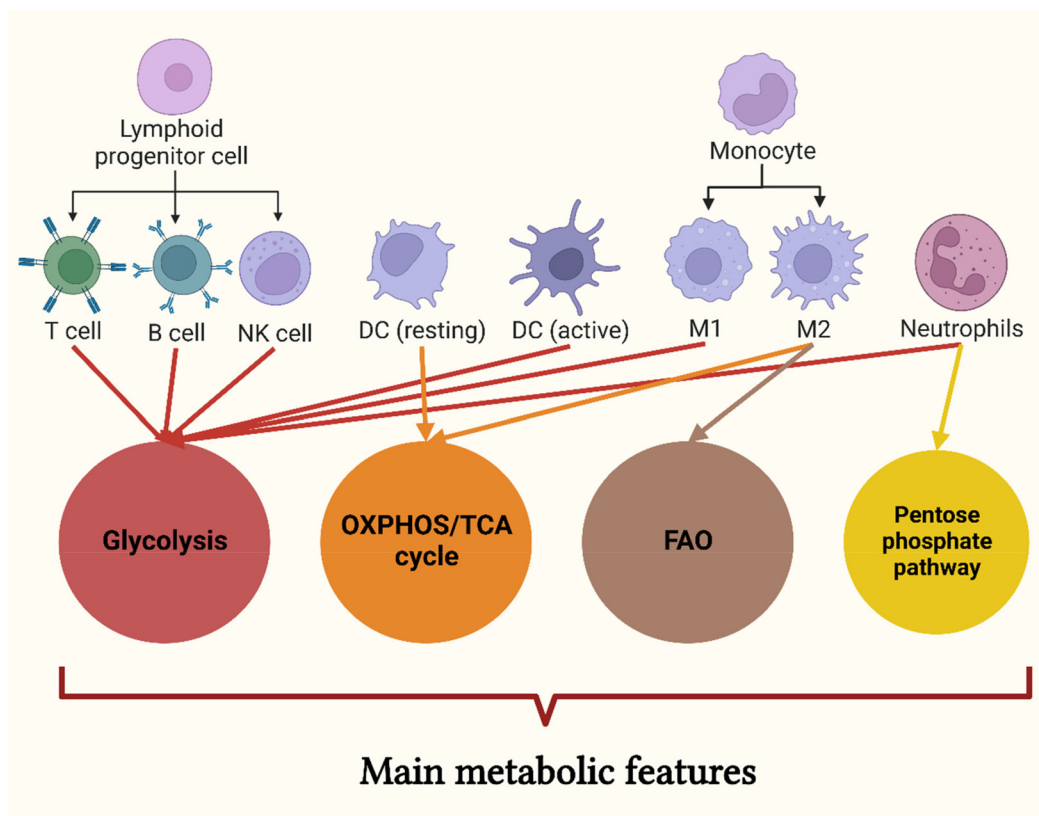 Lymphoid
progenitor cell
Monocyte
T cell
B cell
NK cell
DC (resting)
DC (active)
M1
M2
Neutrophils
Glycolysis
OXPHOS/TCA
cycle
FAO
Pentose
phosphate
pathway
Main metabolic features